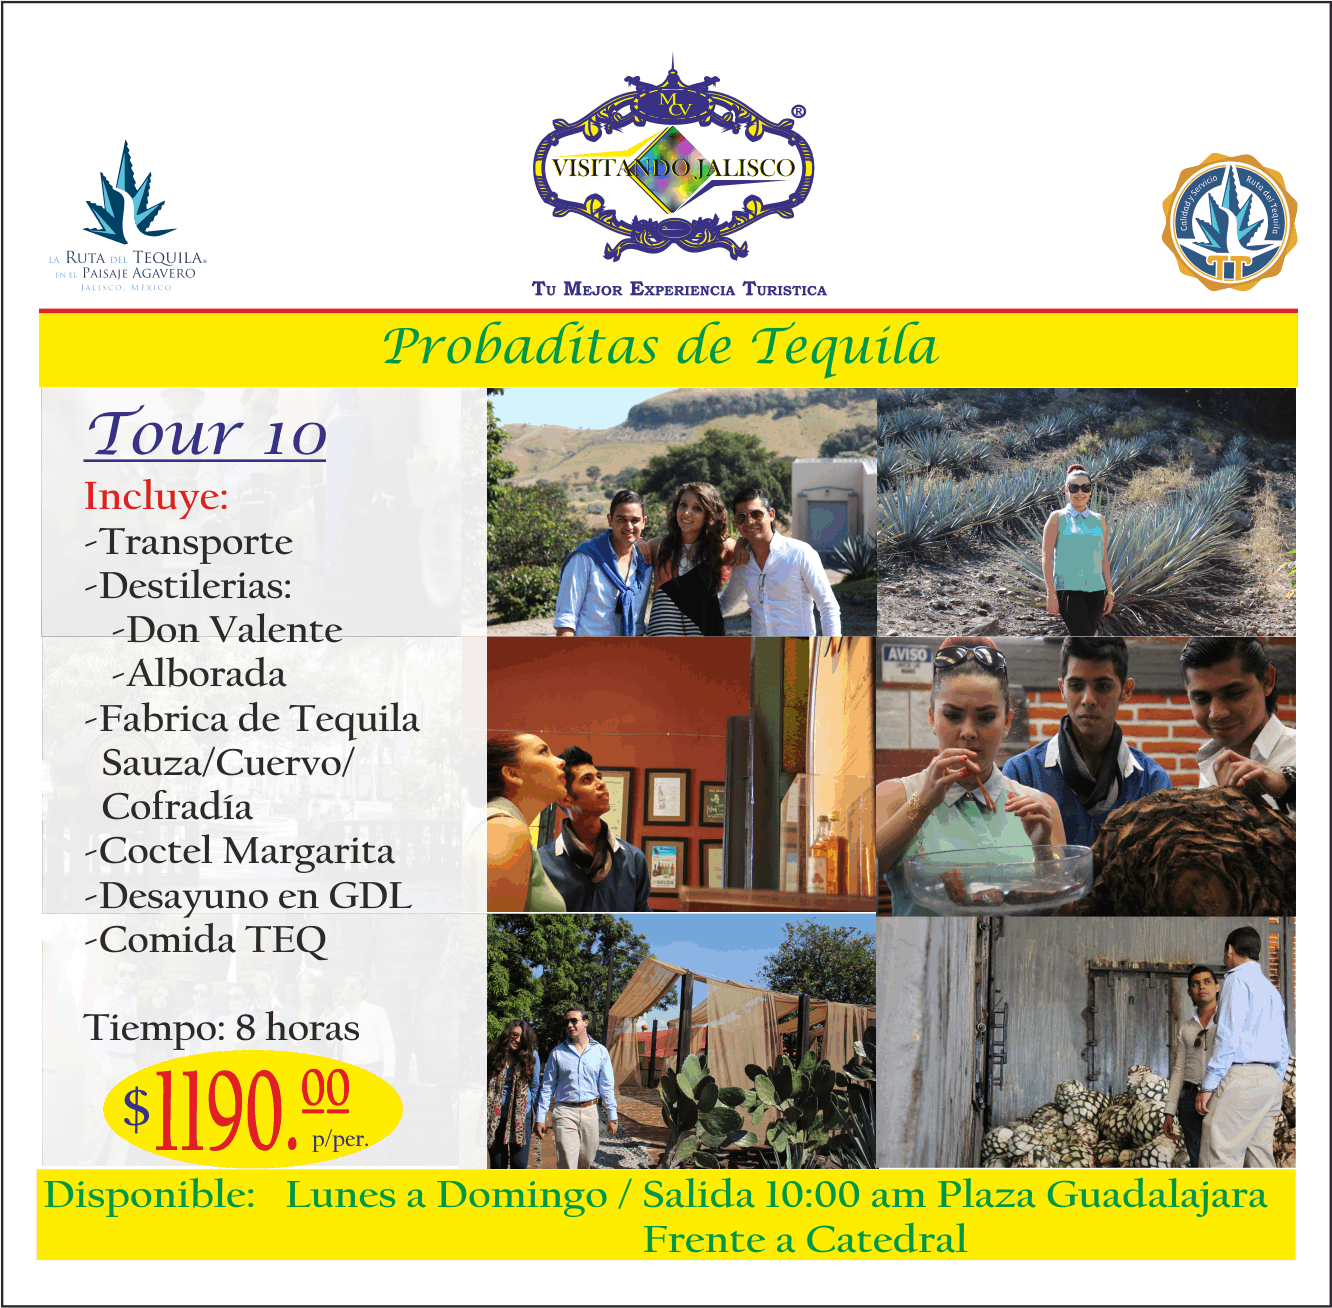 MCV
®
VISITANDO JALISCO
TU MEJOR EXPERIENCIA TURISTICA
LA RUTA DEL TEQUILA®
EN EL PAISAJE AGAVERO
JALISCO, MÉXICO
Calidad y Servicio Ruta del Tequila
TT
Probaditas de Tequila
Tour 10
Incluye:
-Transporte
-Destilerias:
-Don Valente
-Alborada
-Fabrica de Tequila
Sauza/Cuervo/
Cofradía
-Coctel Margarita
-Desayuno en GDL
-Comida TEQ
Tiempo: 8 horas
$1190.00
p/per.
AVISO
Disponible: Lunes a Domingo / Salida 10:00 am Plaza Guadalajara
Frente a Catedral